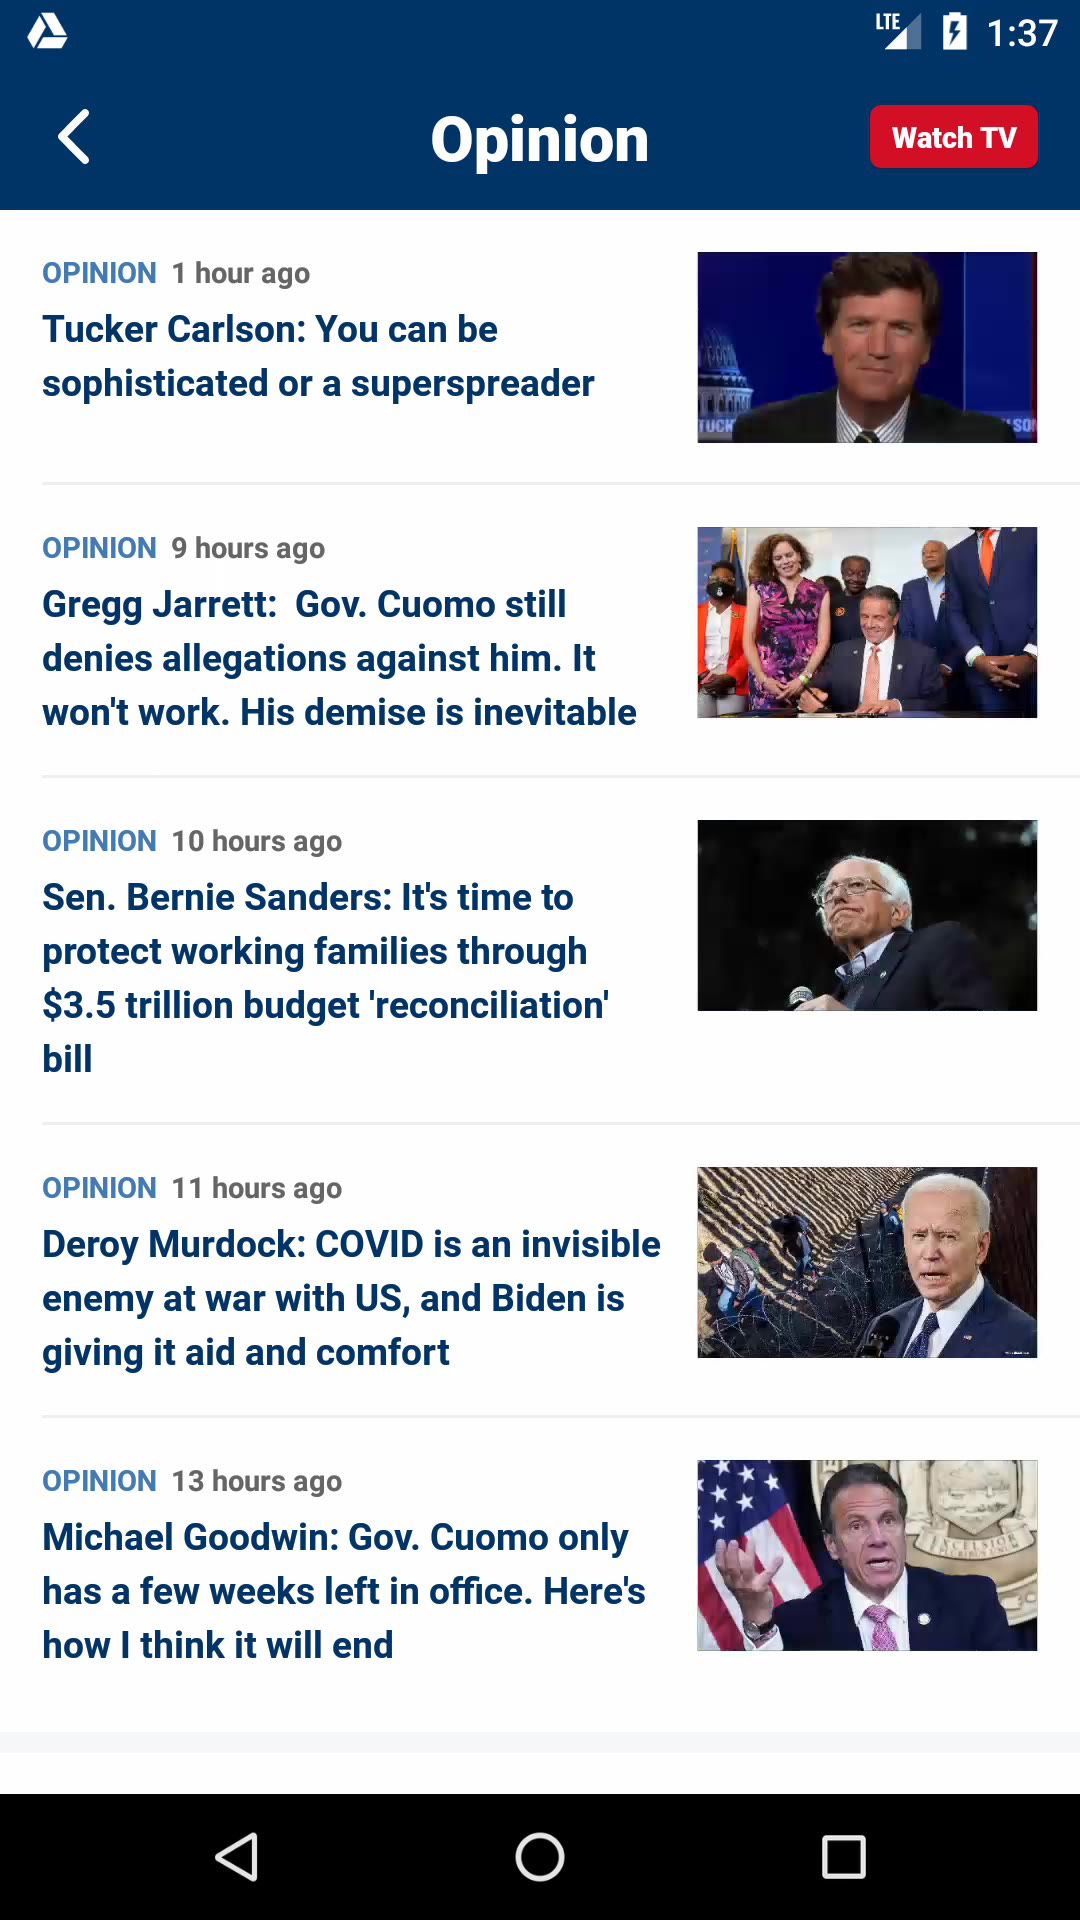 LTE 1:37
Opinion
Watch TV
OPINION 1 hour ago
Tucker Carlson: You can be
sophisticated or a superspreader
OPINION 9 hours ago
Gregg Jarrett:  Gov. Cuomo still
denies allegations against him. It
won't work. His demise is inevitable
OPINION 10 hours ago
Sen. Bernie Sanders: It's time to
protect working families through
$3.5 trillion budget 'reconciliation'
bill
OPINION 11 hours ago
Deroy Murdock: COVID is an invisible
enemy at war with US, and Biden is
giving it aid and comfort
OPINION 13 hours ago
Michael Goodwin: Gov. Cuomo only
has a few weeks left in office. Here's
how I think it will end
EXCELSIOR